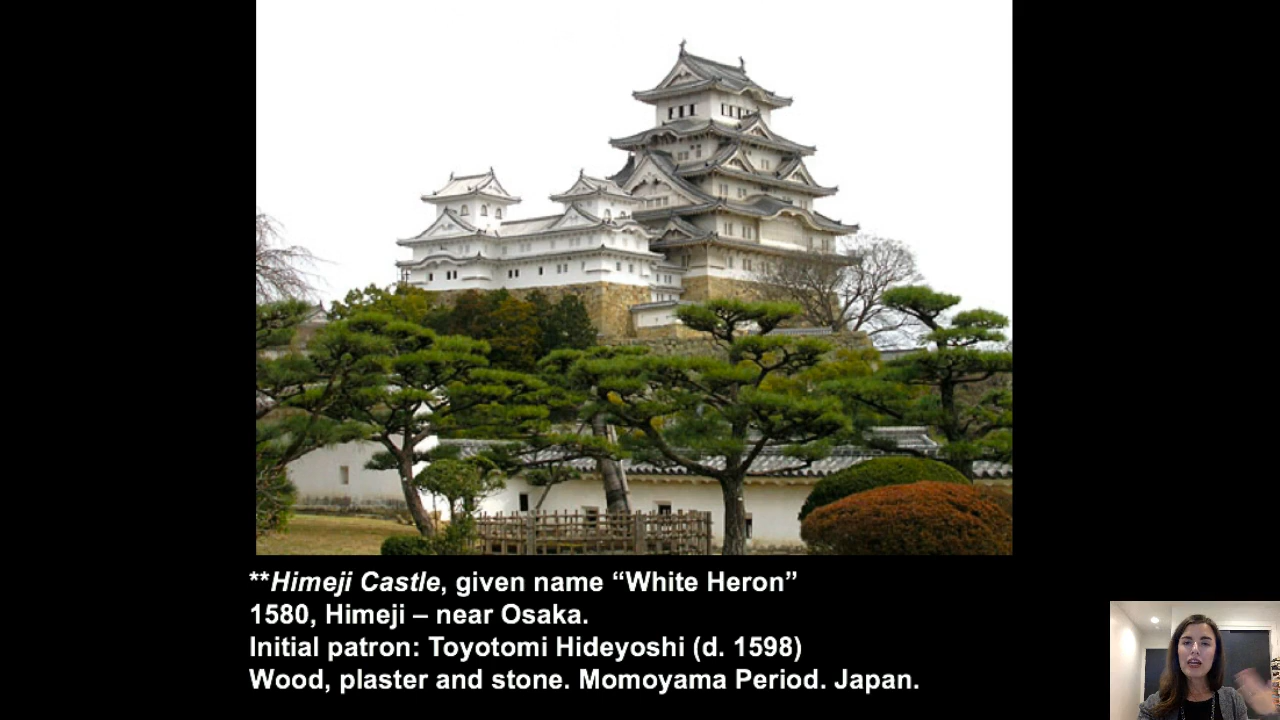 **Himeji Castle, given name “White Heron”
1580, Himeji – near Osaka.
Initial patron: Toyotomi Hideyoshi (d. 1598)
Wood, plaster and stone. Momoyama Period. Japan.